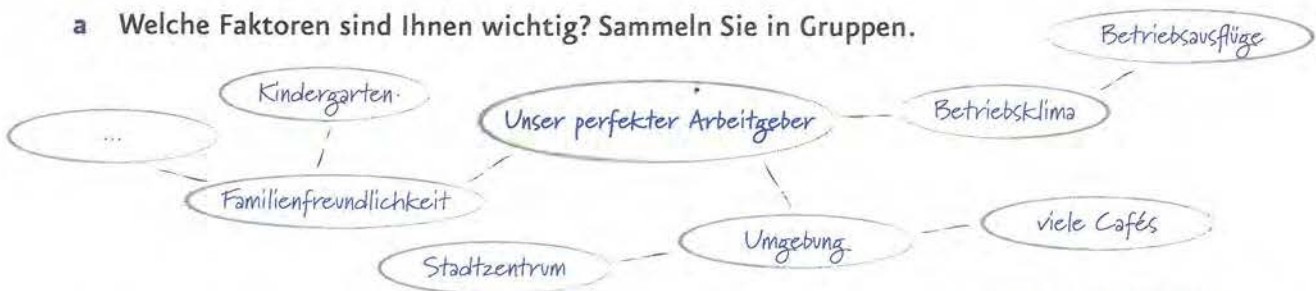 a Welche Faktoren sind Ihnen wichtig? Sammeln Sie in Gruppen.
Betriebsausflüge
Kindergarten
Unser perfekter Arbeitgeber
Betriebsklima
...
Familienfreundlichkeit
viele Cafés
Umgebung
Stadtzentrum